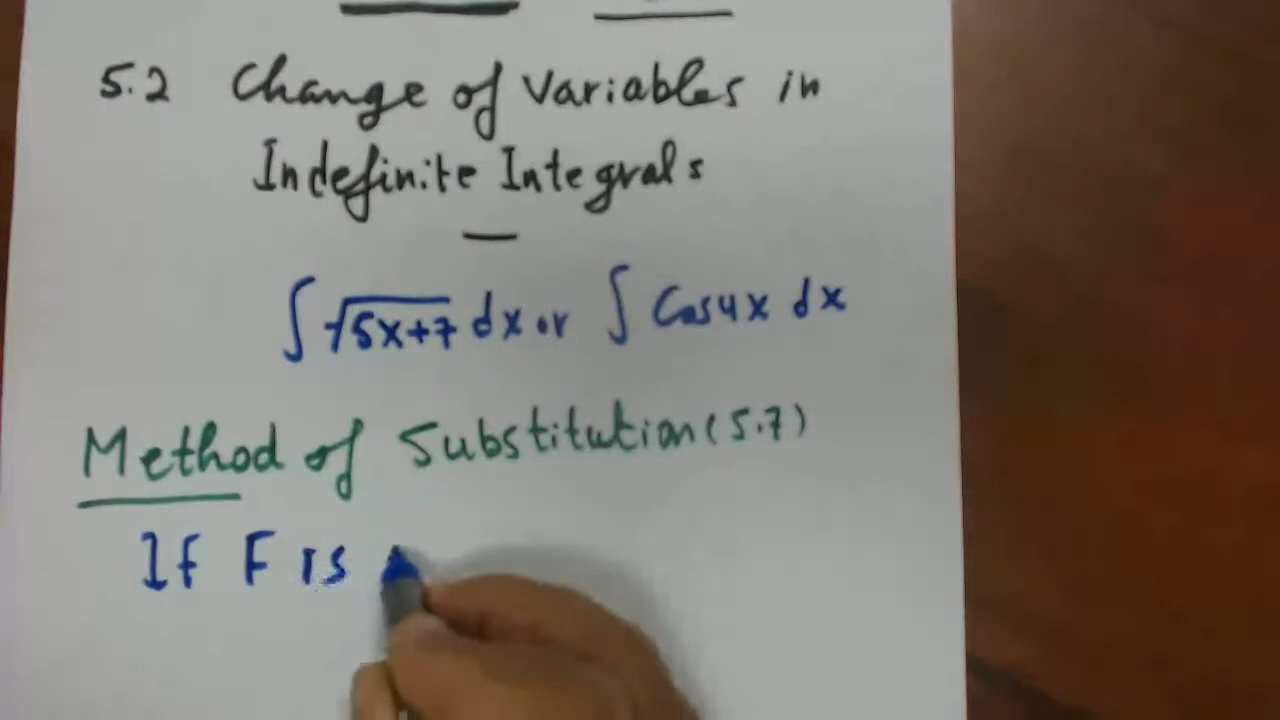 5.2 Change of Variables in
Indefinite Integrals
∫√5x+7 dx or ∫ Cos4x dx
Method of Substitution (5.7)
If F is